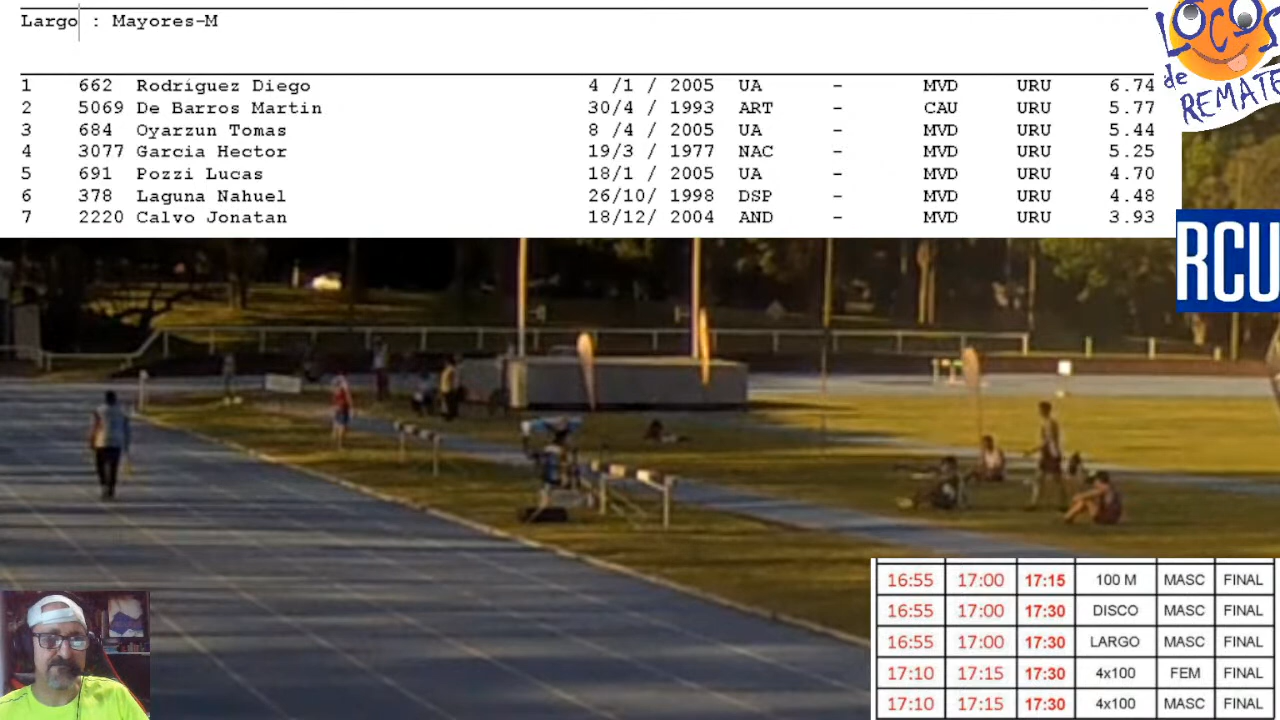 Largo : Mayores-M
1 662 Rodríguez Diego 4 /1 / 2005 UA - MVD URU 6.74
2 5069 De Barros Martin 30/4 / 1993 ART - CAU URU 5.77
3 684 Oyarzun Tomas 8 /4 / 2005 UA - MVD URU 5.44
4 3077 Garcia Hector 19/3 / 1977 NAC - MVD URU 5.25
5 691 Pozzi Lucas 18/1 / 2005 UA - MVD URU 4.70
6 378 Laguna Nahuel 26/10/ 1998 DSP - MVD URU 4.48
7 2220 Calvo Jonatan 18/12/ 2004 AND - MVD URU 3.93
LOCOS
de
REMATE
RCU
16:55 17:00 17:15 100 M MASC FINAL
16:55 17:00 17:30 DISCO MASC FINAL
16:55 17:00 17:30 LARGO MASC FINAL
17:10 17:15 17:30 4x100 FEM FINAL
17:10 17:15 17:30 4x100 MASC FINAL